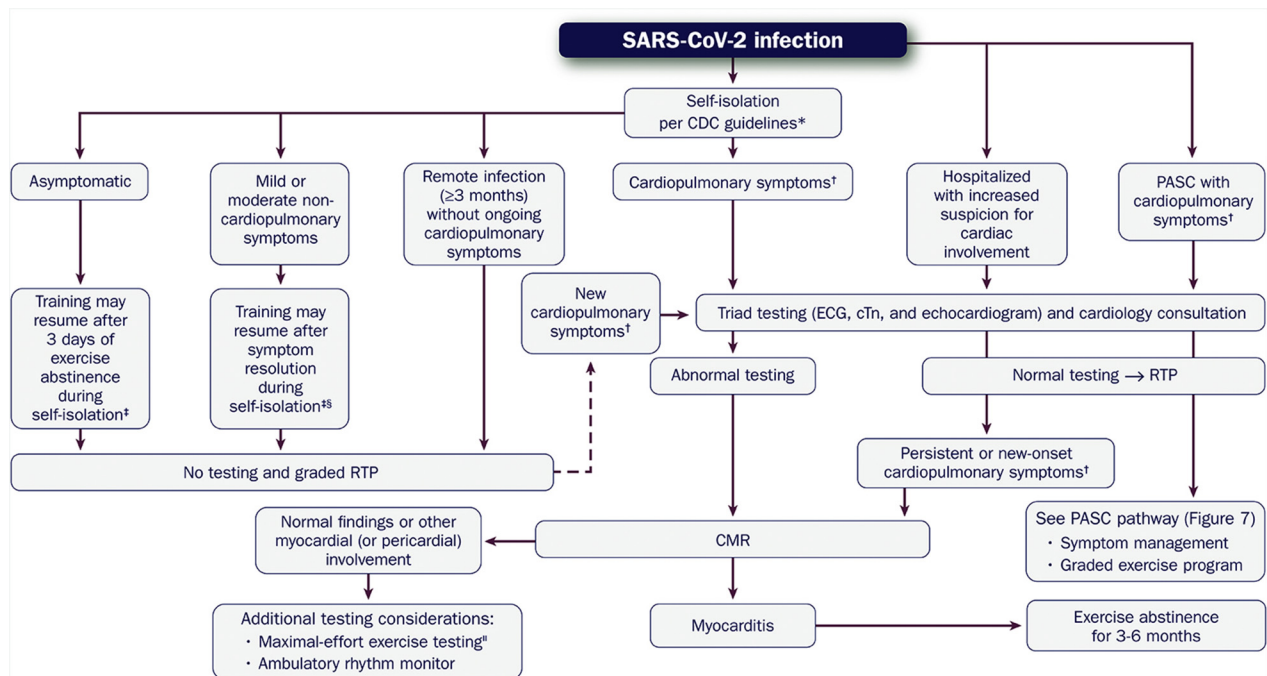 SARS-CoV-2 infection
Self-isolation
per CDC guidelines*
Asymptomatic
Mild or
moderate non-
cardiopulmonary
symptoms
Remote infection
(≥3 months)
without ongoing
cardiopulmonary
symptoms
Cardiopulmonary symptoms†
Hospitalized
with increased
suspicion for
cardiac
involvement
PASC with
cardiopulmonary
symptoms†
Training may
resume after
3 days of
exercise
abstinence
during
self-isolation‡
Training may
resume after
symptom
resolution
during
self-isolation‡§
New
cardiopulmonary
symptoms†
Triad testing (ECG, cTn, and echocardiogram) and cardiology consultation
Abnormal testing
Normal testing → RTP
No testing and graded RTP
Persistent or new-onset
cardiopulmonary symptoms†
Normal findings or other
myocardial (or pericardial)
involvement
CMR
See PASC pathway (Figure 7)
· Symptom management
· Graded exercise program
Additional testing considerations:
· Maximal-effort exercise testing॥
· Ambulatory rhythm monitor
Myocarditis
Exercise abstinence
for 3-6 months